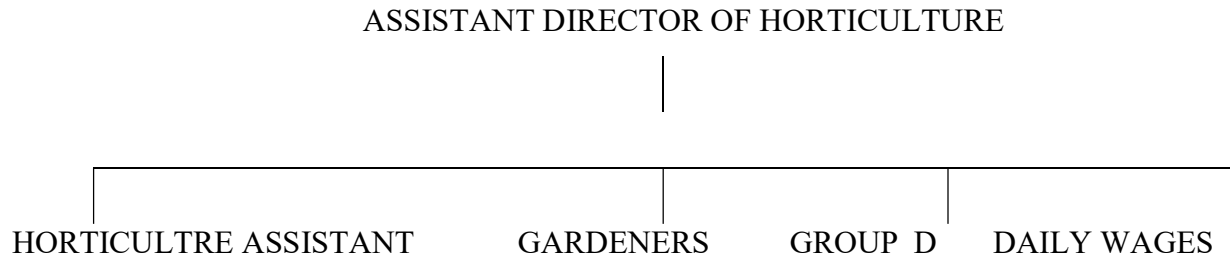 ASSISTANT DIRECTOR OF HORTICULTURE
HORTICULTRE ASSISTANT GARDENERS GROUP D DAILY WAGES